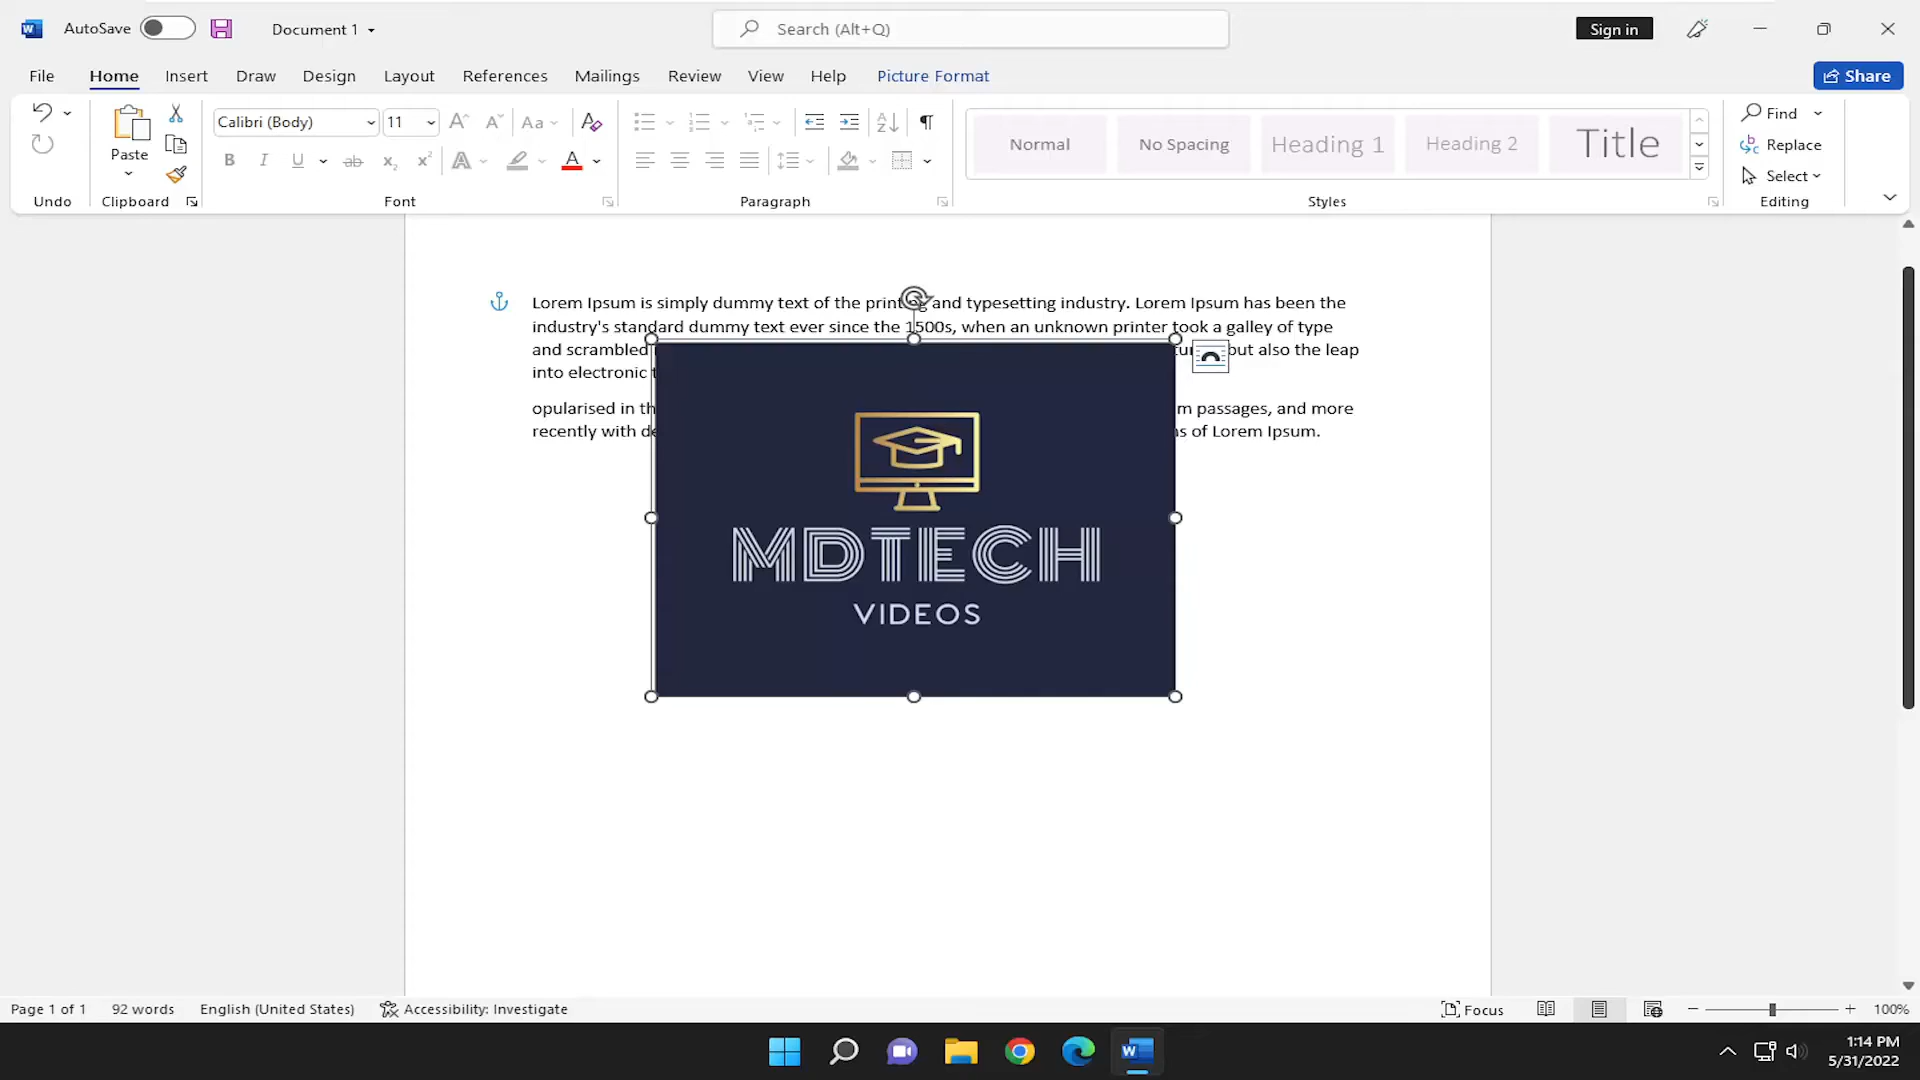 AutoSave
Document 1
Search (Alt+Q)
Sign in
File Home Insert Draw Design Layout References Mailings Review View Help Picture Format
Share
Paste
Calibri (Body) 11
Normal No Spacing Heading 1 Heading 2 Title
Find
Replace
Select
Undo Clipboard Font Paragraph Styles Editing
Lorem Ipsum is simply dummy text of the printing and typesetting industry. Lorem Ipsum has been the
industry's standard dummy text ever since the 1500s, when an unknown printer took a galley of type
and scrambled but also the leap
into electronic
opularised in m passages, and more
recently with of Lorem Ipsum.
MDTECH
VIDEOS
Page 1 of 1 92 words English (United States) Accessibility: Investigate Focus 100%
1:14 PM
5/31/2022